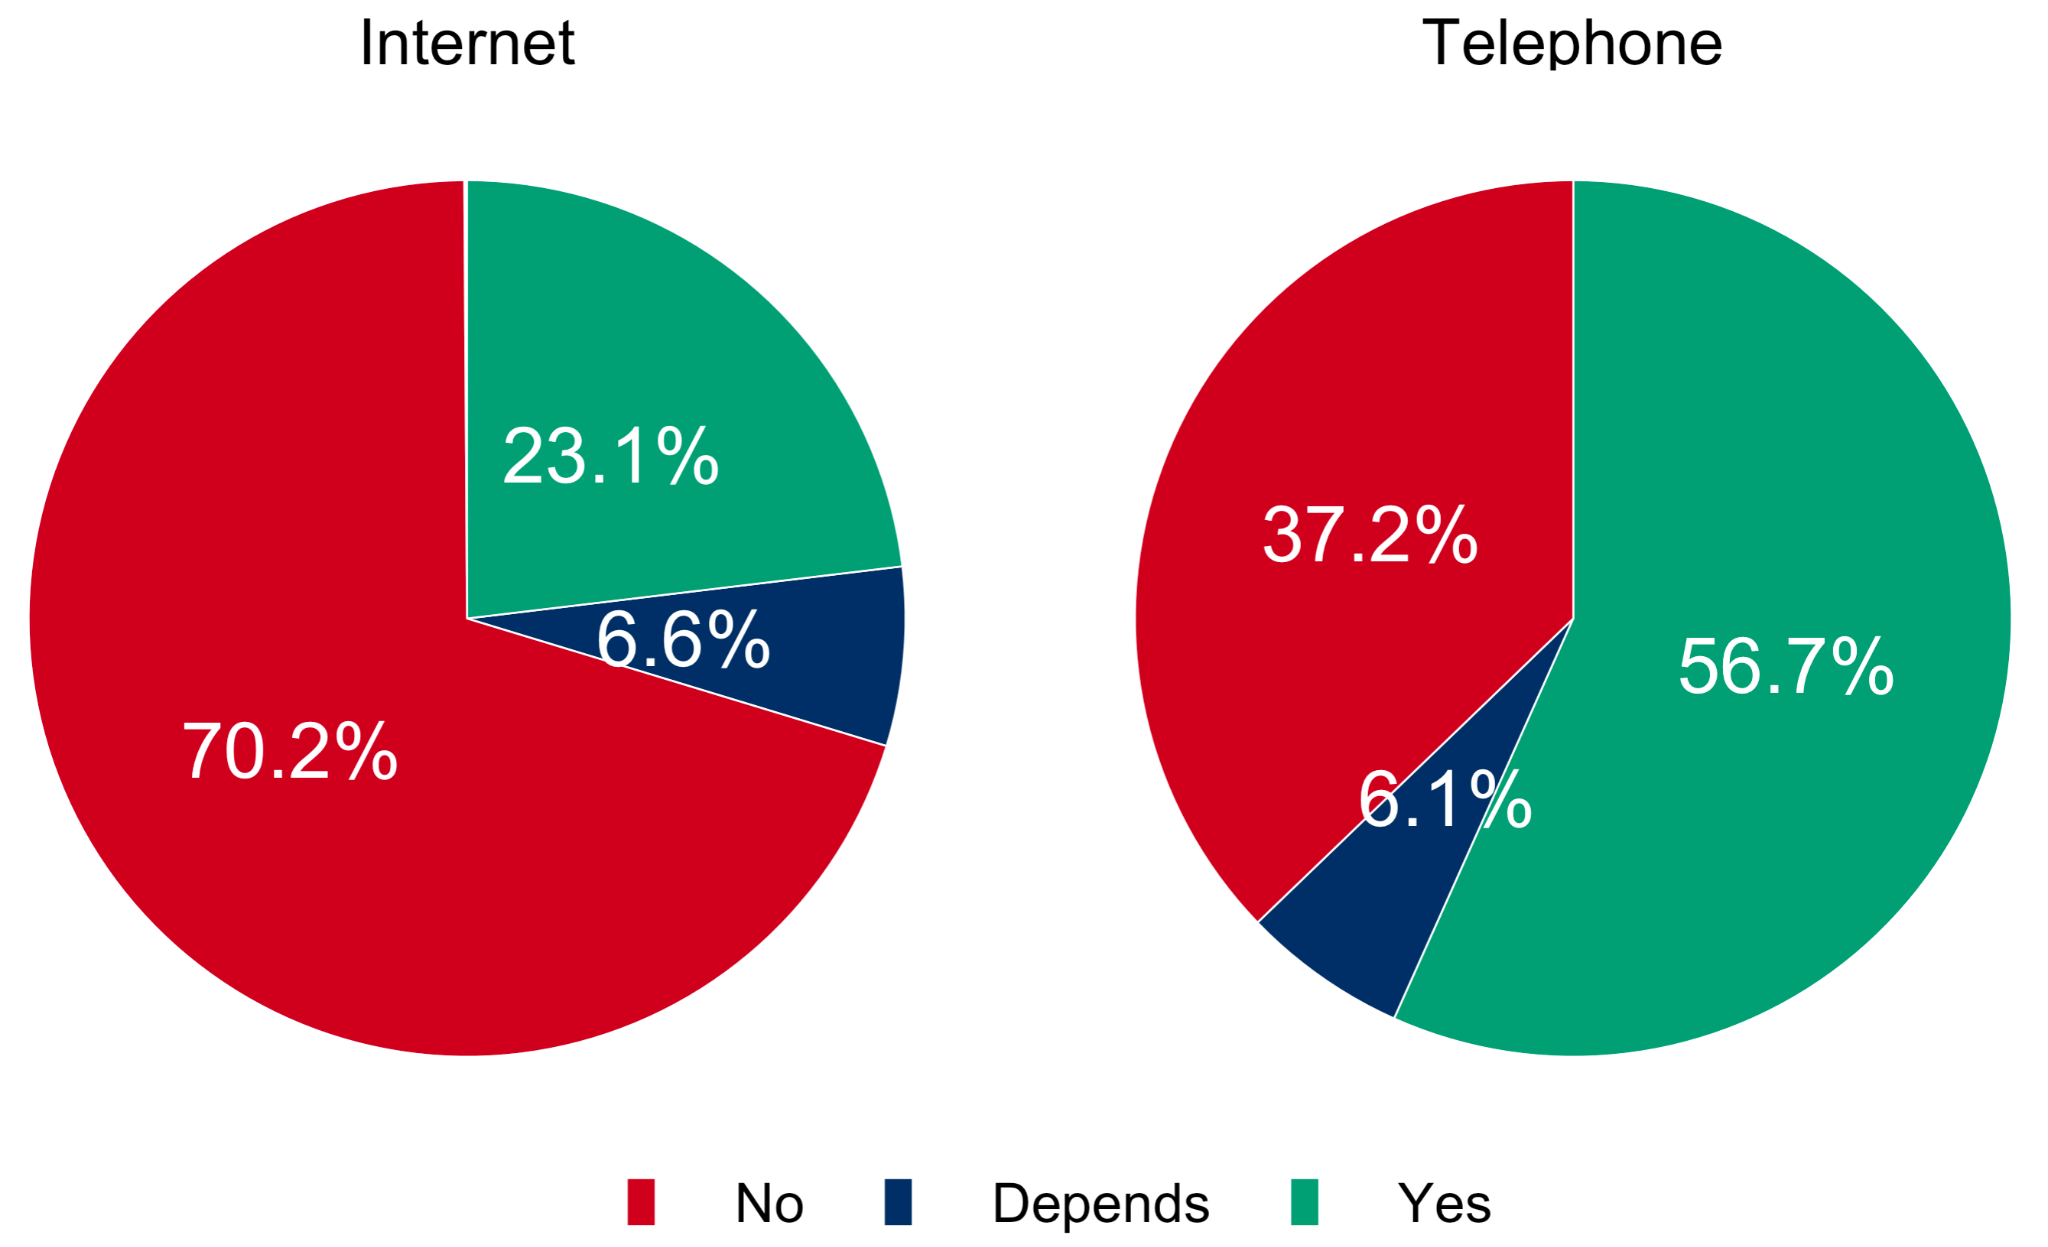 Internet
Telephone
23.1%
6.6%
70.2%
37.2%
56.7%
6.1%
No
Depends
Yes